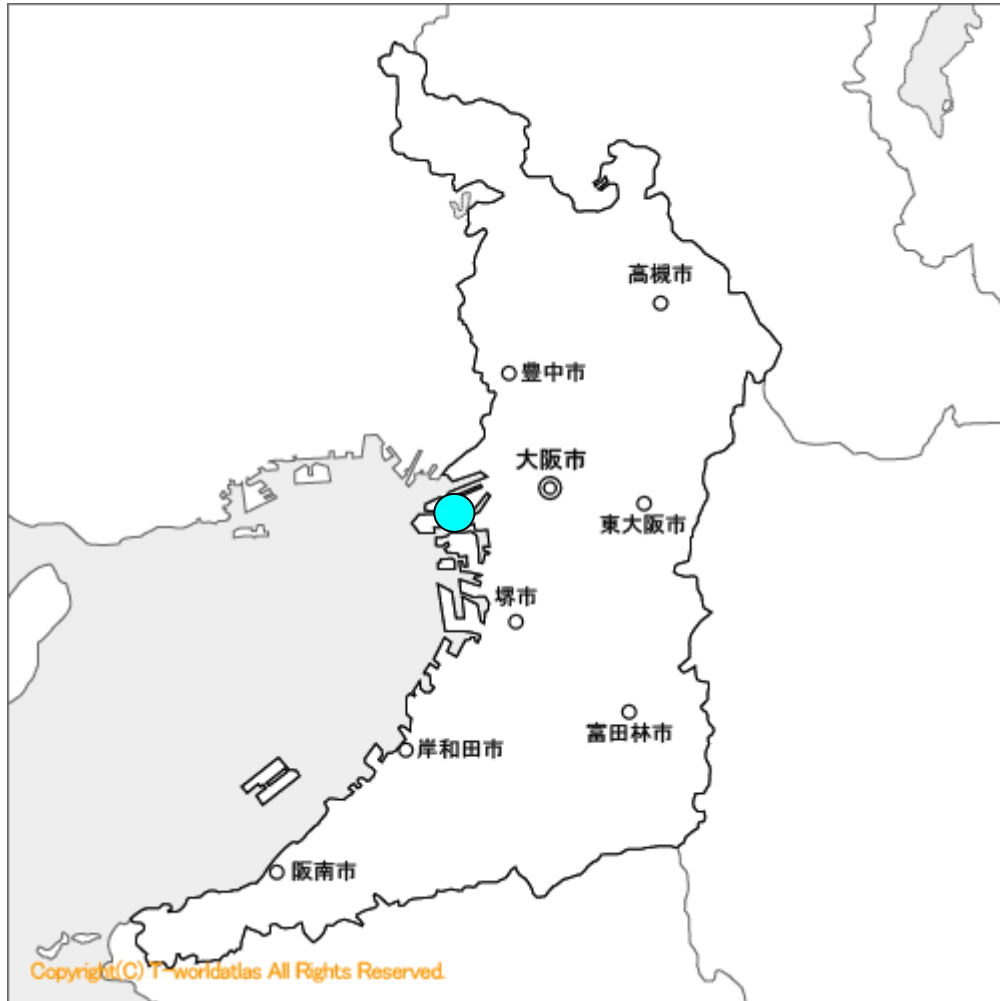 高槻市
豊中市
大阪市
東大阪市
堺市
富田林市
岸和田市
阪南市
Copyright(C) T-worldatlas All Rights Reserved.